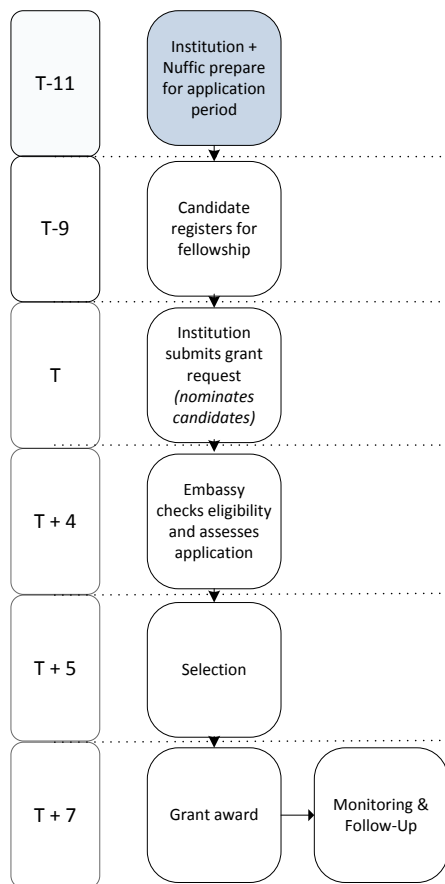 T-11
Institution +
Nuffic prepare
for application
period
T-9
Candidate
registers for
fellowship
T
Institution
submits grant
request
(nominates
candidates)
T + 4
Embassy
checks eligibility
and assesses
application
T + 5
Selection
T + 7
Grant award
Monitoring &
Follow-Up